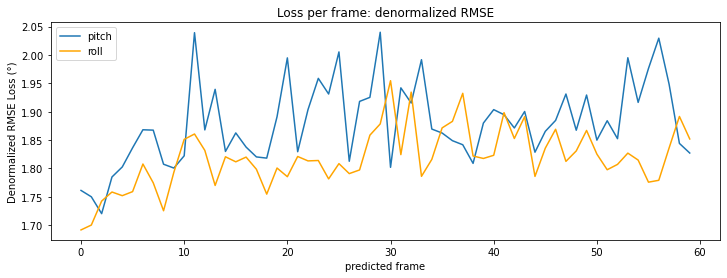 Loss per frame: denormalized RMSE
Denormalized RMSE Loss (°)
2.05
2.00
1.95
1.90
1.85
1.80
1.75
1.70
pitch
roll
0 10 20 30 40 50 60
predicted frame